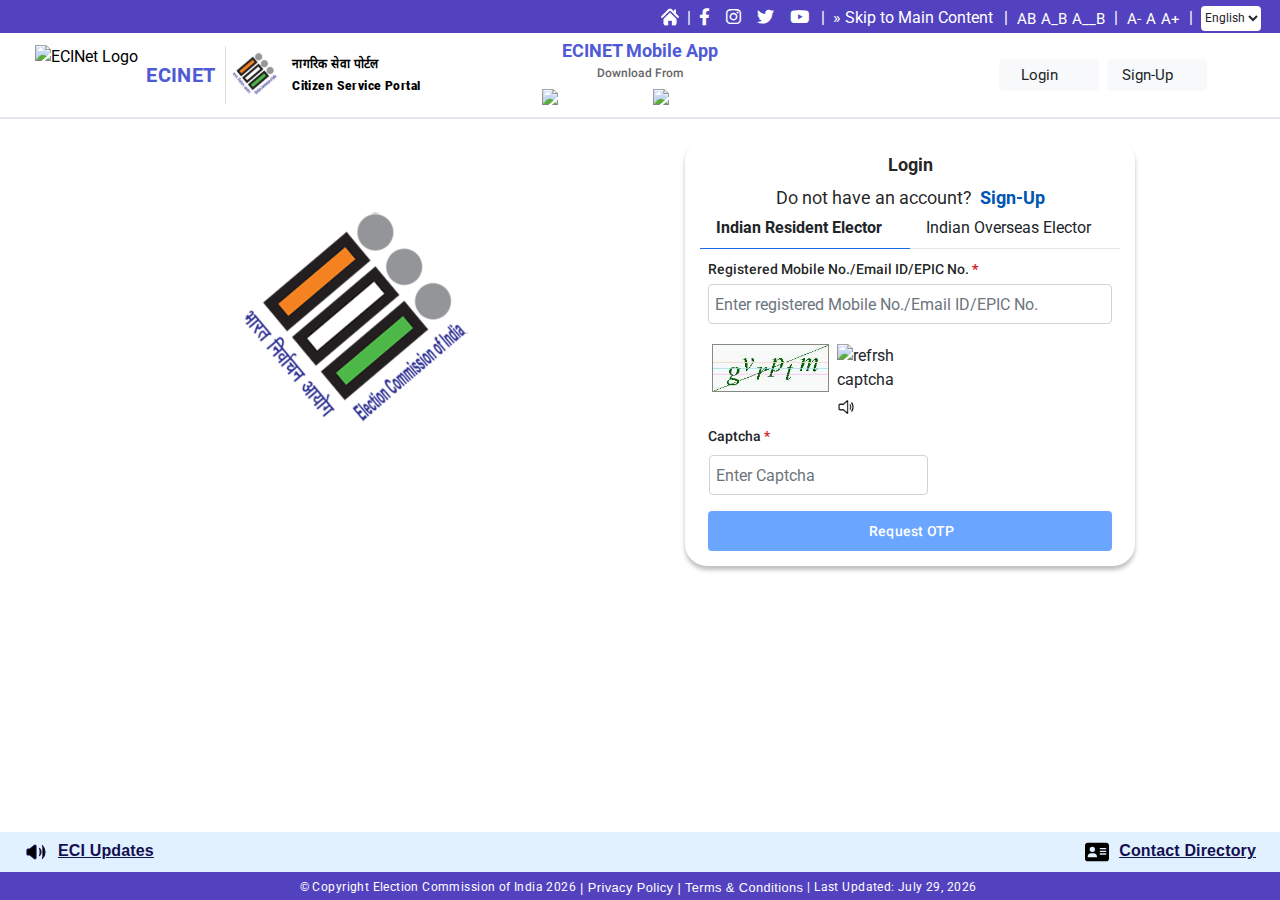 | | » Skip to Main Content | AB A_B A__B | A- A A+ | English
ECINet Logo
ECINET
नागरिक सेवा पोर्टल
Citizen Service Portal
ECINET Mobile App
Download From
Login
Sign-Up
भारत निर्वाचन आयोग
Election Commission of India
Login
Do not have an account? Sign-Up
Indian Resident Elector
Indian Overseas Elector
Registered Mobile No./Email ID/EPIC No. *
Enter registered Mobile No./Email ID/EPIC No.
gvrptm
refrsh
captcha
Captcha *
Enter Captcha
Request OTP
ECI Updates
Contact Directory
© Copyright Election Commission of India 2026 | Privacy Policy | Terms & Conditions | Last Updated: July 29, 2026